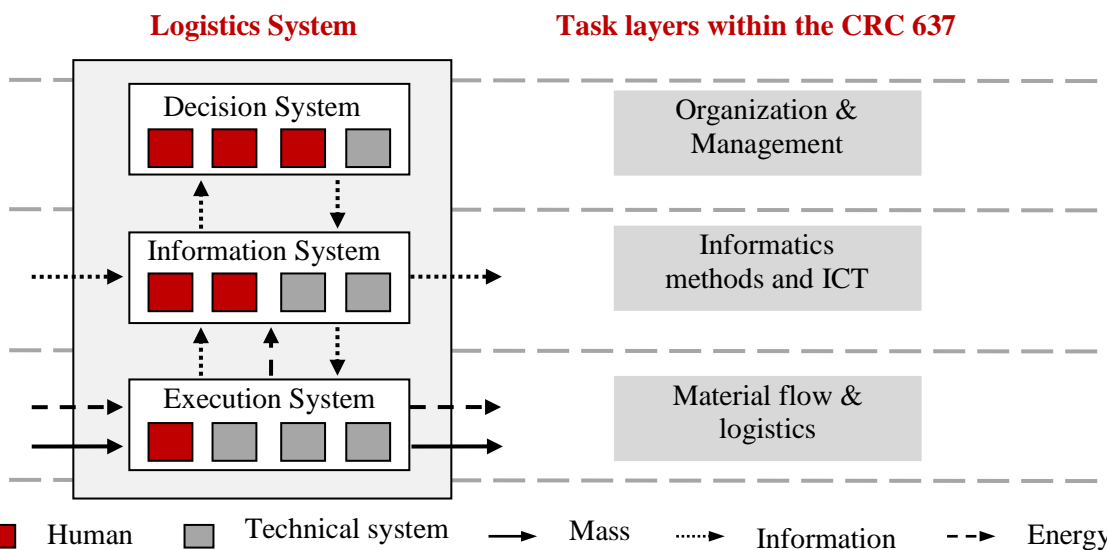 Logistics System
Task layers within the CRC 637
Decision System
Organization &
Management
Information System
Informatics
methods and ICT
Execution System
Material flow &
logistics
Human
Technical system
Mass
Information
Energy